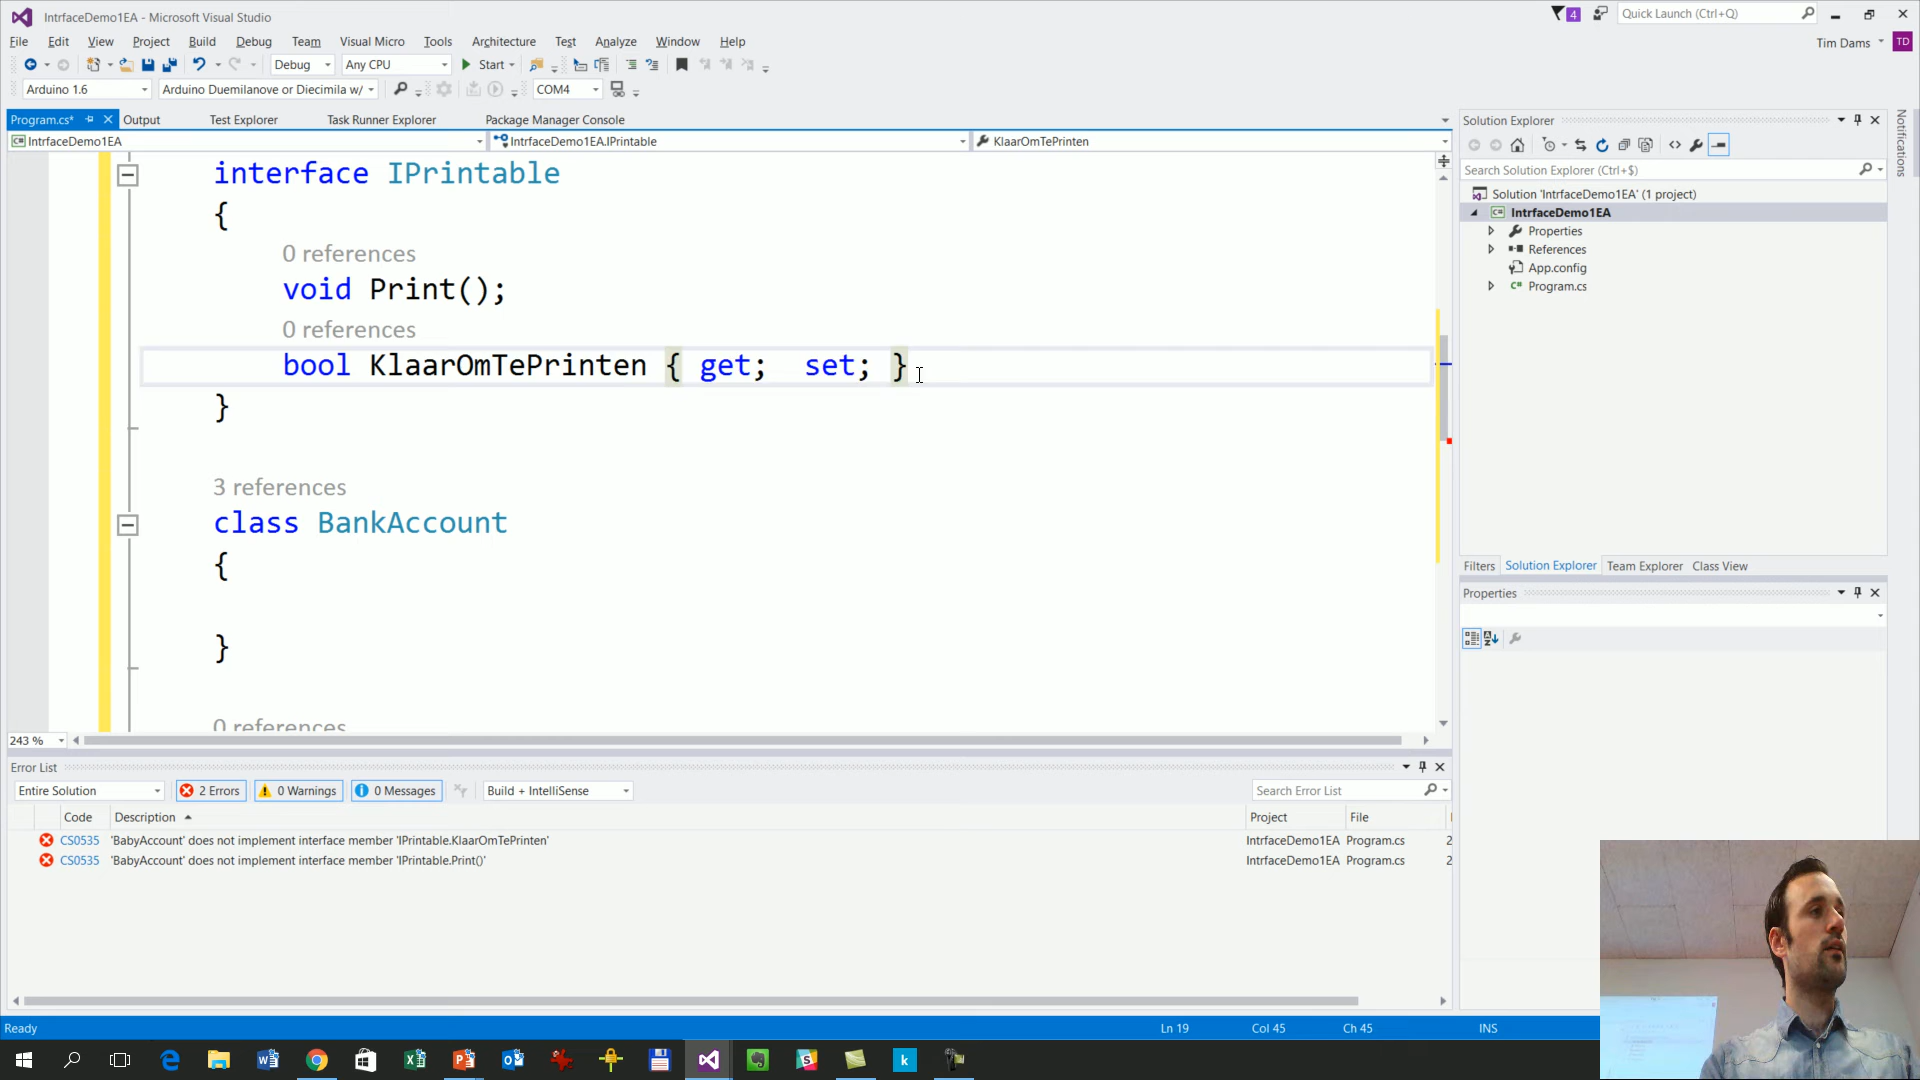 IntrfaceDemo1EA - Microsoft Visual Studio
4
Quick Launch (Ctrl+Q)
File Edit View Project Build Debug Team Visual Micro Tools Architecture Test Analyze Window Help
Tim Dams TD
Debug Any CPU Start
Arduino 1.6 Arduino Duemilanove or Diecimila w/ COM4
Program.cs* Output Test Explorer Task Runner Explorer Package Manager Console
IntrfaceDemo1EA IntrfaceDemo1EA.IPrintable KlaarOmTePrinten
interface IPrintable
{
0 references
void Print();
0 references
bool KlaarOmTePrinten { get; set; }
}
3 references
class BankAccount
{
}
0 references
243 %
Solution Explorer
Search Solution Explorer (Ctrl+$)
Solution 'IntrfaceDemo1EA' (1 project)
IntrfaceDemo1EA
Properties
References
App.config
Program.cs
Filters Solution Explorer Team Explorer Class View
Properties
Notifications
Error List
Entire Solution 2 Errors 0 Warnings 0 Messages Build + IntelliSense Search Error List
Code Description Project File
CS0535 'BabyAccount' does not implement interface member 'IPrintable.KlaarOmTePrinten' IntrfaceDemo1EA Program.cs 2
CS0535 'BabyAccount' does not implement interface member 'IPrintable.Print()' IntrfaceDemo1EA Program.cs 2
Ready Ln 19 Col 45 Ch 45 INS